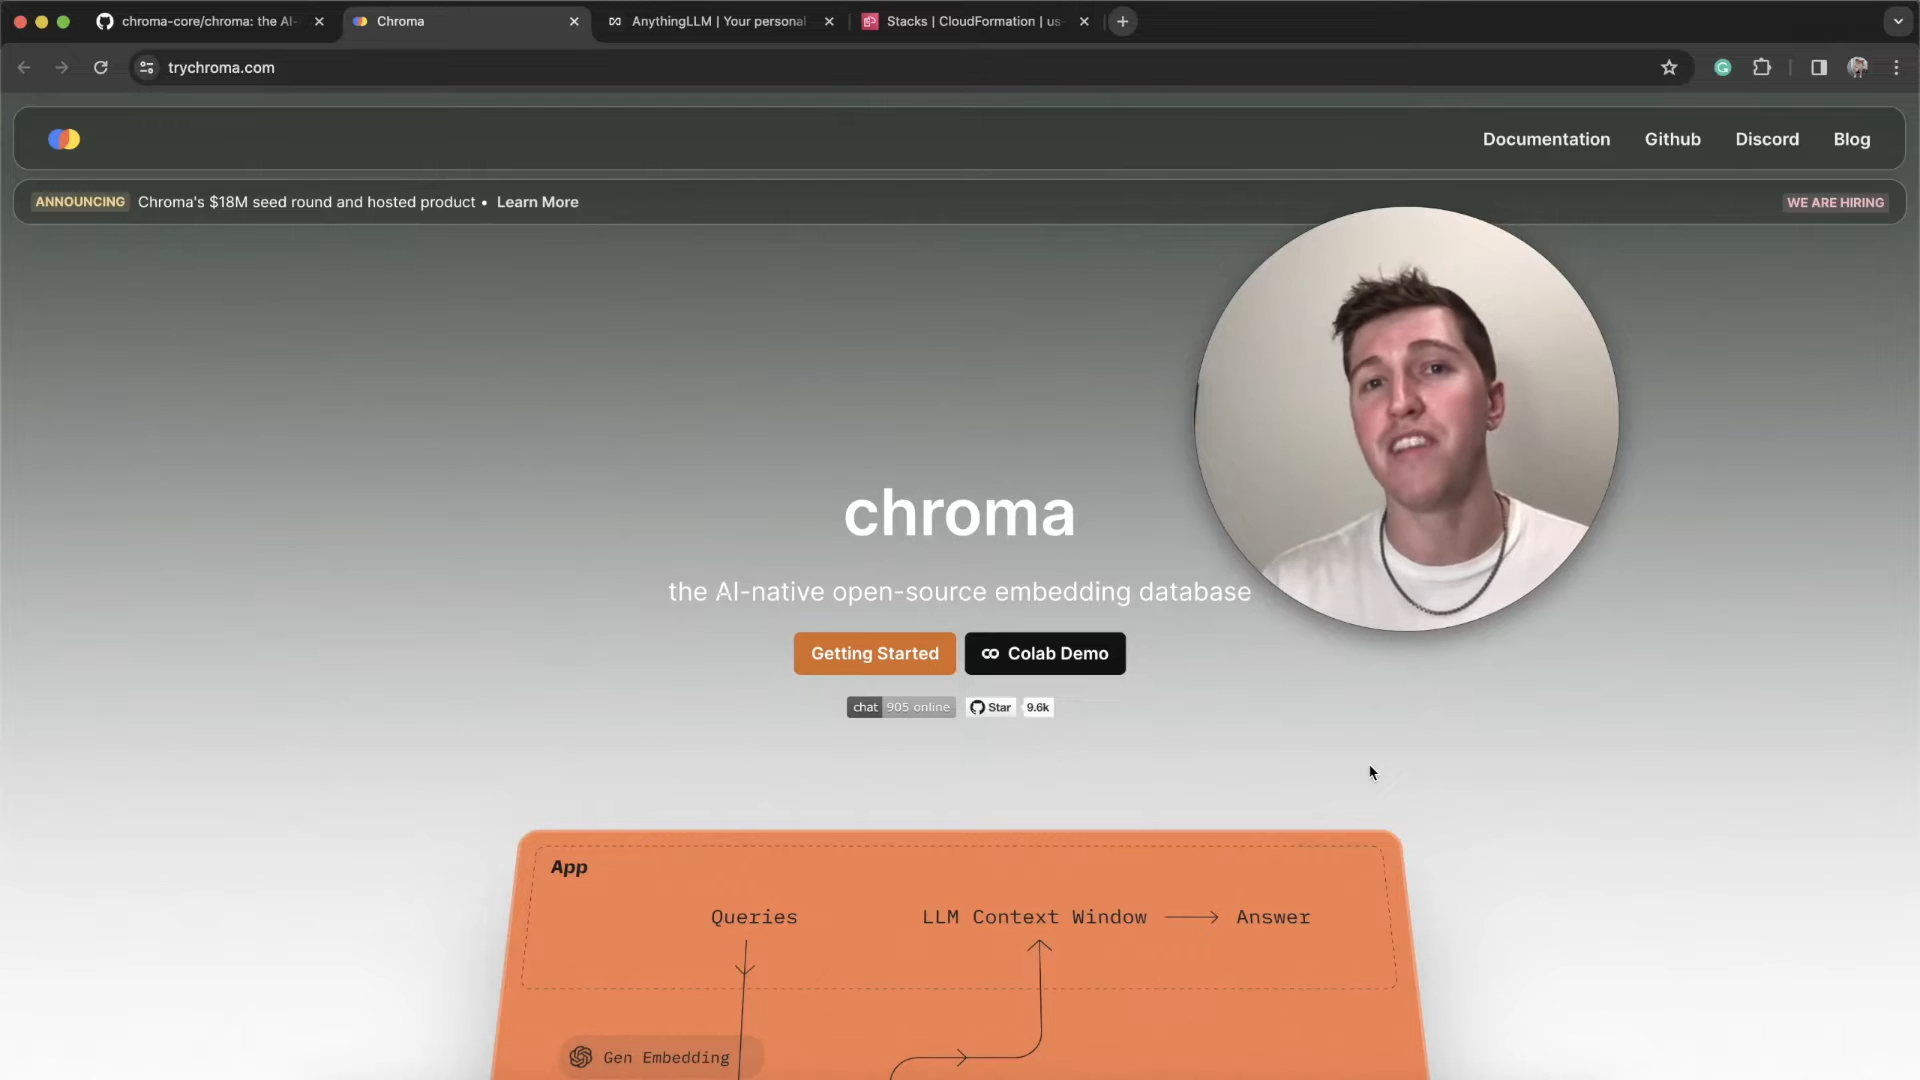 chroma-core/chroma: the AI-
Chroma
AnythingLLM | Your personal
Stacks | CloudFormation | us-
trychroma.com
Documentation
Github
Discord
Blog
ANNOUNCING
Chroma's $18M seed round and hosted product • Learn More
WE ARE HIRING
chroma
the AI-native open-source embedding database
Getting Started
Colab Demo
chat 905 online
Star 9.6k
App
Queries
LLM Context Window
Answer
Gen Embedding